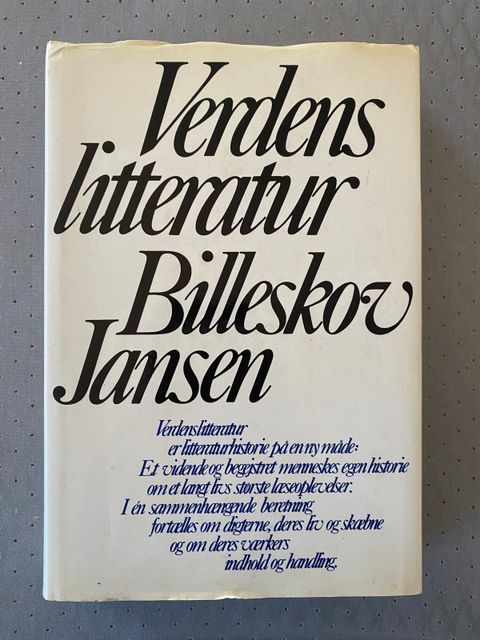 Verdens
litteratur
Billeskov
Jansen
Verdenslitteratur
er litteraturhistorie på en ny måde:
Et vidende og begejstret menneskes egen historie
om et langt livs største læseoplevelser.
I én sammenhængende beretning
fortælles om digterne, deres liv og skæbne
og om deres værkers
indhold og handling.